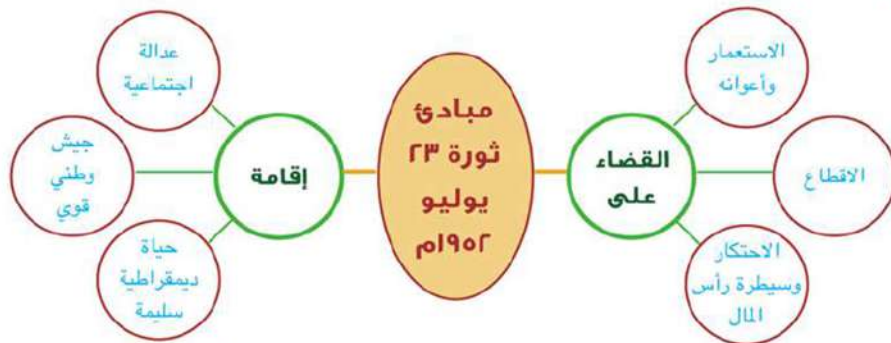 مبادئ
ثورة ٢٣
يوليو
١٩٥٢م
القضاء
على
الاستعمار
وأعوانه
الاقطاع
الاحتكار
وسيطرة رأس
المال
إقامة
عدالة
اجتماعية
جيش
وطني
قوي
حياة
ديمقراطية
سليمة